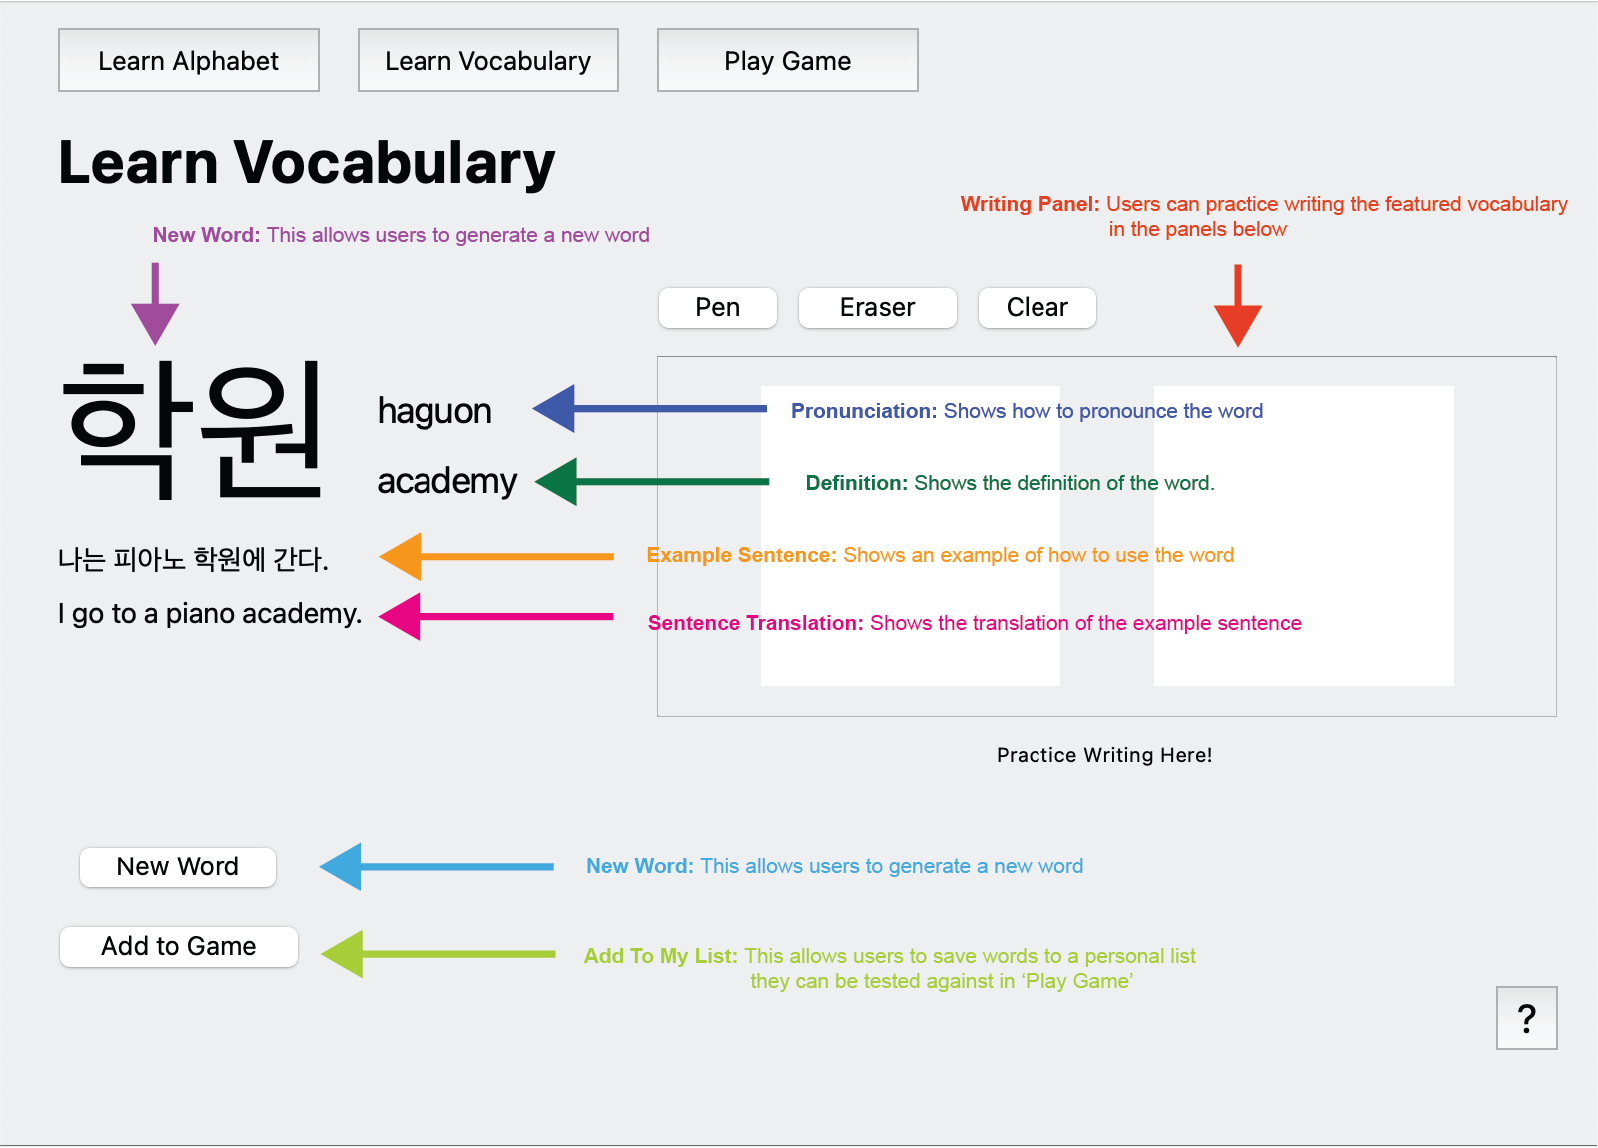 Learn Alphabet
Learn Vocabulary
Play Game
Learn Vocabulary
New Word: This allows users to generate a new word
Writing Panel: Users can practice writing the featured vocabulary
in the panels below
Pen
Eraser
Clear
학원
haguon
Pronunciation: Shows how to pronounce the word
academy
Definition: Shows the definition of the word.
나는 피아노 학원에 간다.
Example Sentence: Shows an example of how to use the word
I go to a piano academy.
Sentence Translation: Shows the translation of the example sentence
Practice Writing Here!
New Word
New Word: This allows users to generate a new word
Add to Game
Add To My List: This allows users to save words to a personal list
they can be tested against in ‘Play Game’
?